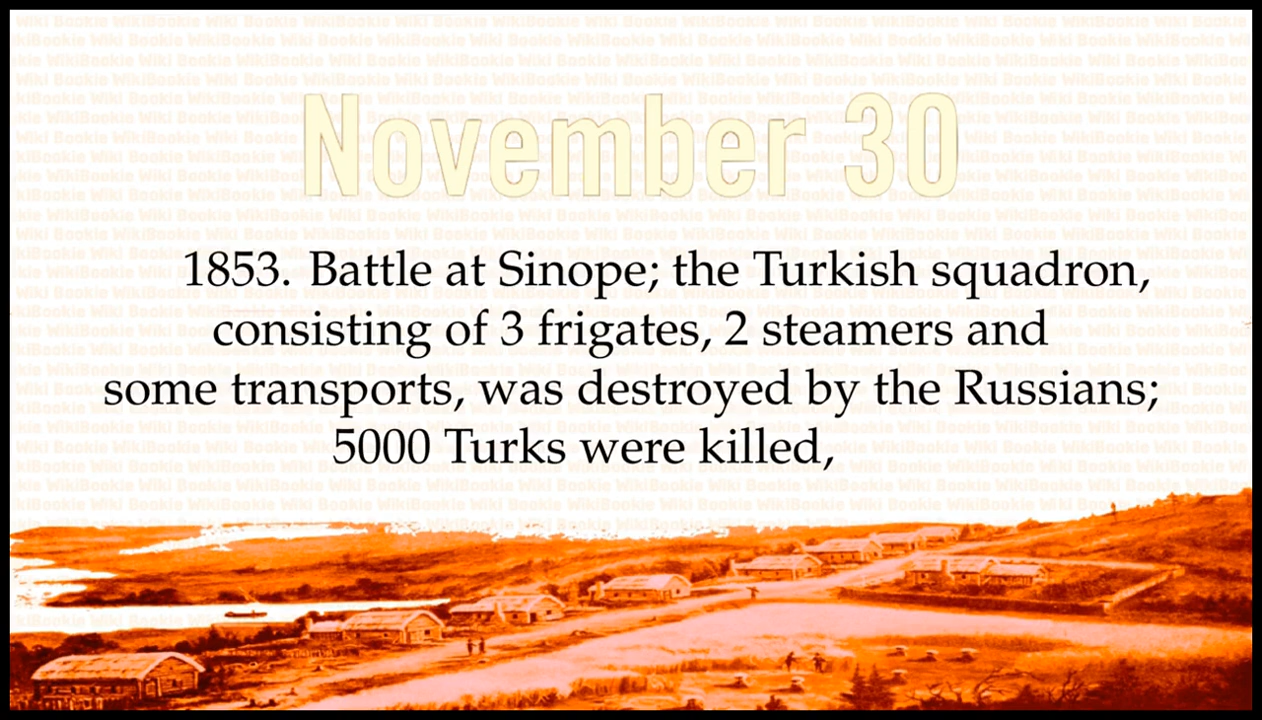 November 30
1853. Battle at Sinope; the Turkish squadron,
consisting of 3 frigates, 2 steamers and
some transports, was destroyed by the Russians;
5000 Turks were killed,